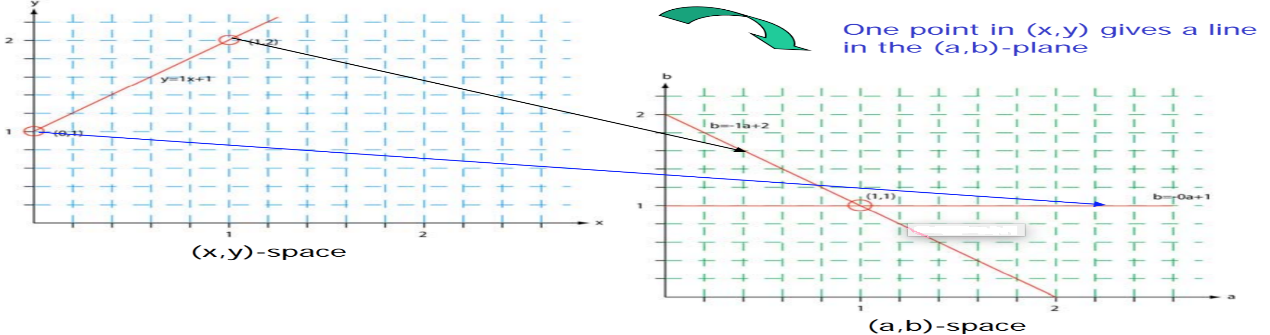 y
2
(1,2)
y=1x+1
1
(0,1)
1
2
x
(x,y)-space
One point in (x,y) gives a line
in the (a,b)-plane
b
2
b=-1a+2
(1,1)
b=-0a+1
1
1
2
a
(a,b)-space